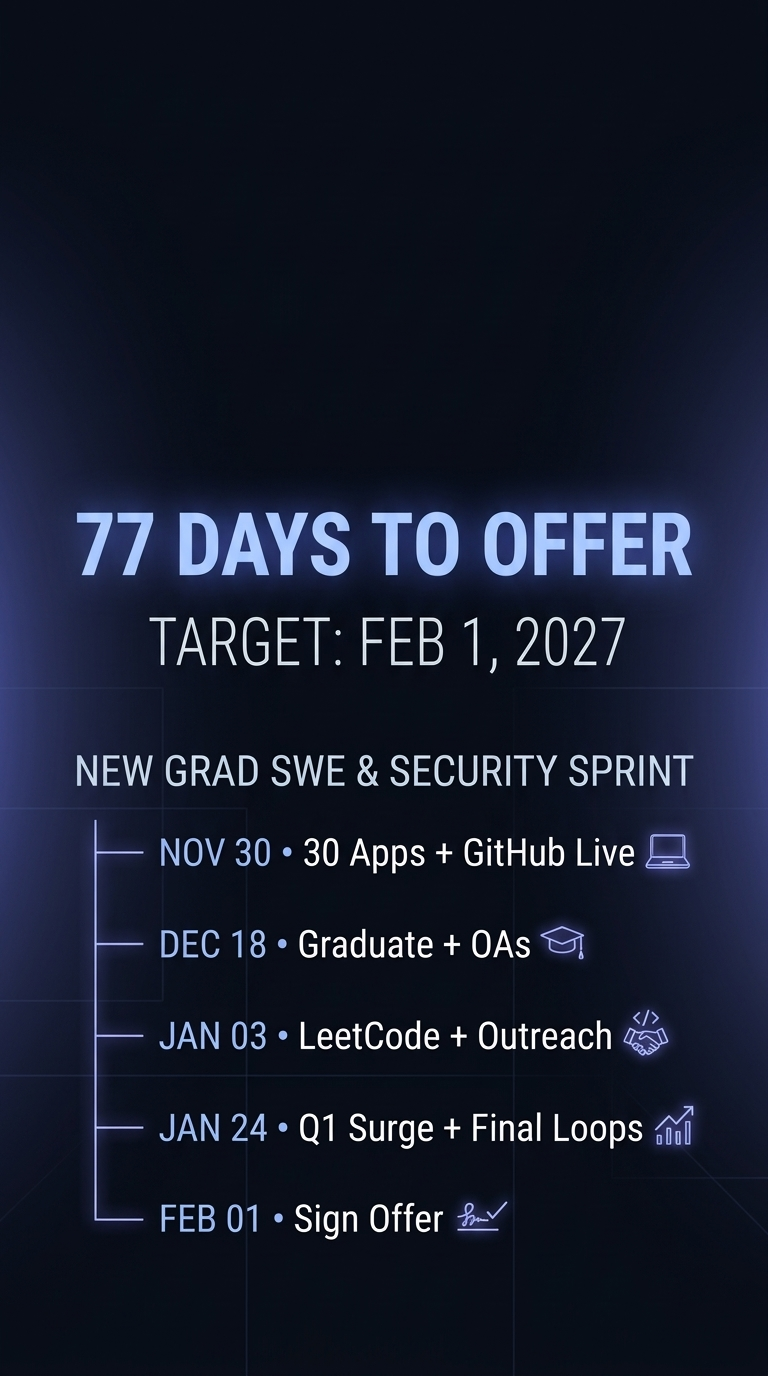 77 DAYS TO OFFER
TARGET: FEB 1, 2027
NEW GRAD SWE & SECURITY SPRINT
NOV 30 • 30 Apps + GitHub Live
DEC 18 • Graduate + OAs
</>
JAN 03 • LeetCode + Outreach
JAN 24 • Q1 Surge + Final Loops
FEB 01 • Sign Offer